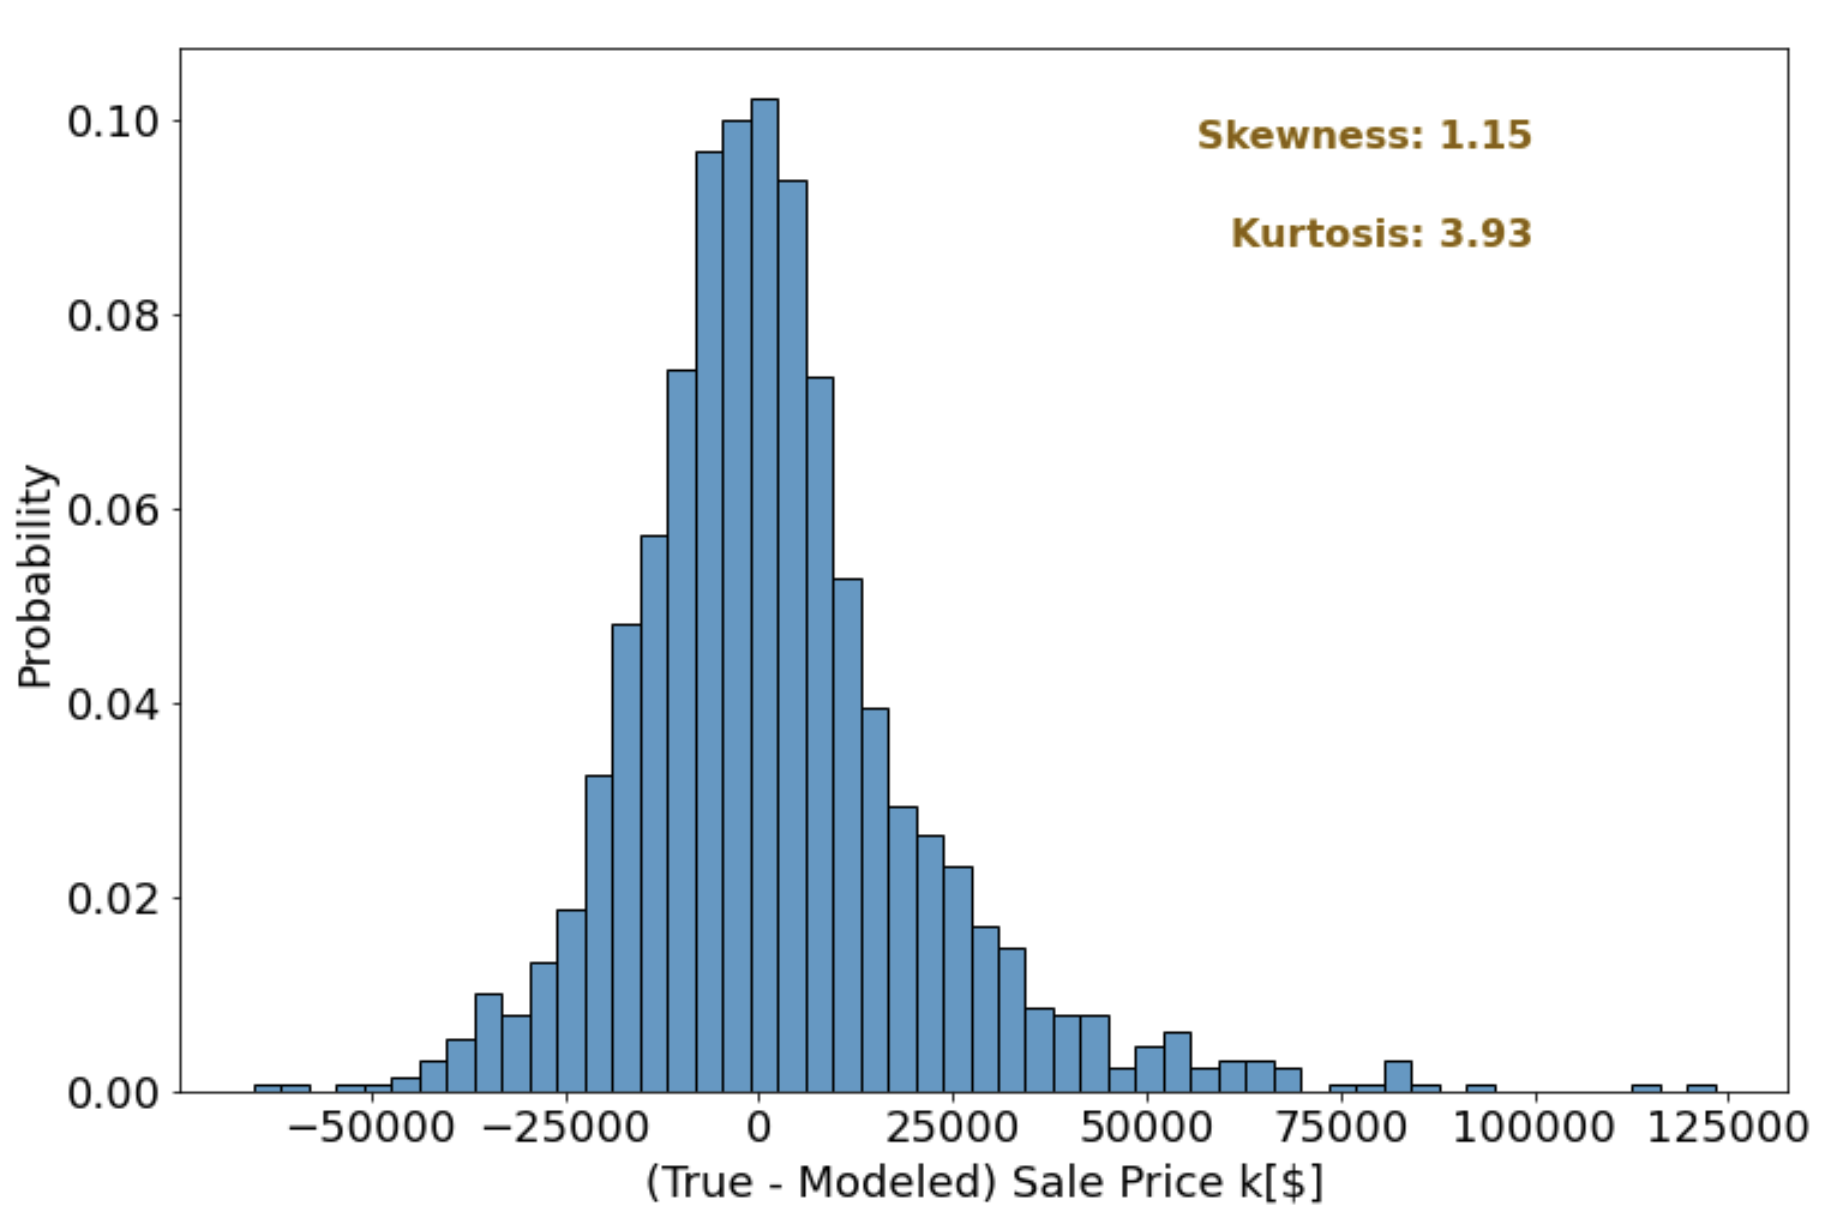 Skewness: 1.15
Kurtosis: 3.93
Probability
0.10
0.08
0.06
0.04
0.02
0.00
−50000 −25000 0 25000 50000 75000 100000 125000
(True - Modeled) Sale Price k[$]